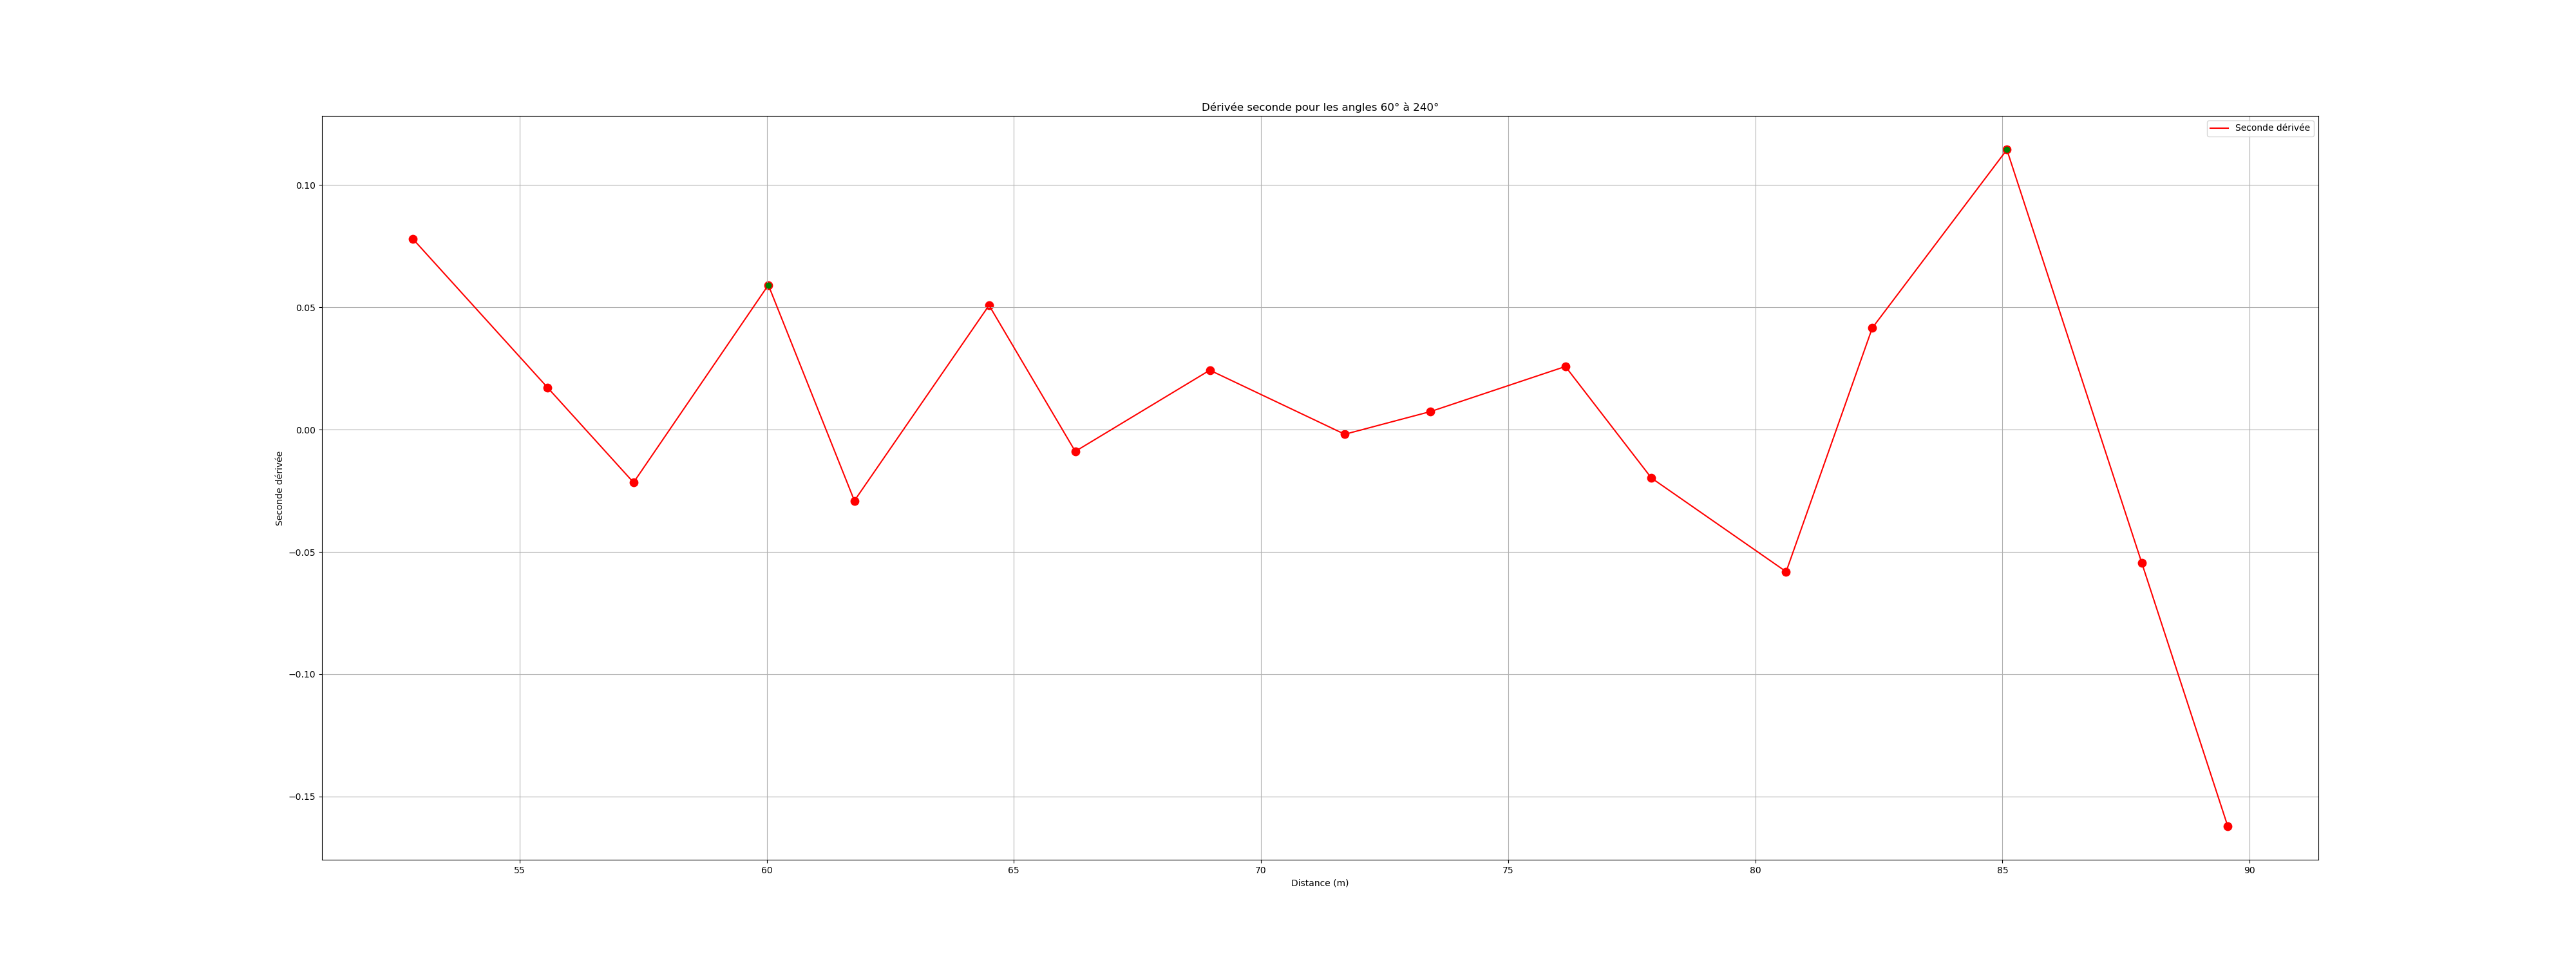 Dérivée seconde pour les angles 60° à 240°
Seconde dérivée
0.10
0.05
0.00
−0.05
−0.10
−0.15
Seconde dérivée
55 60 65 70 75 80 85 90
Distance (m)